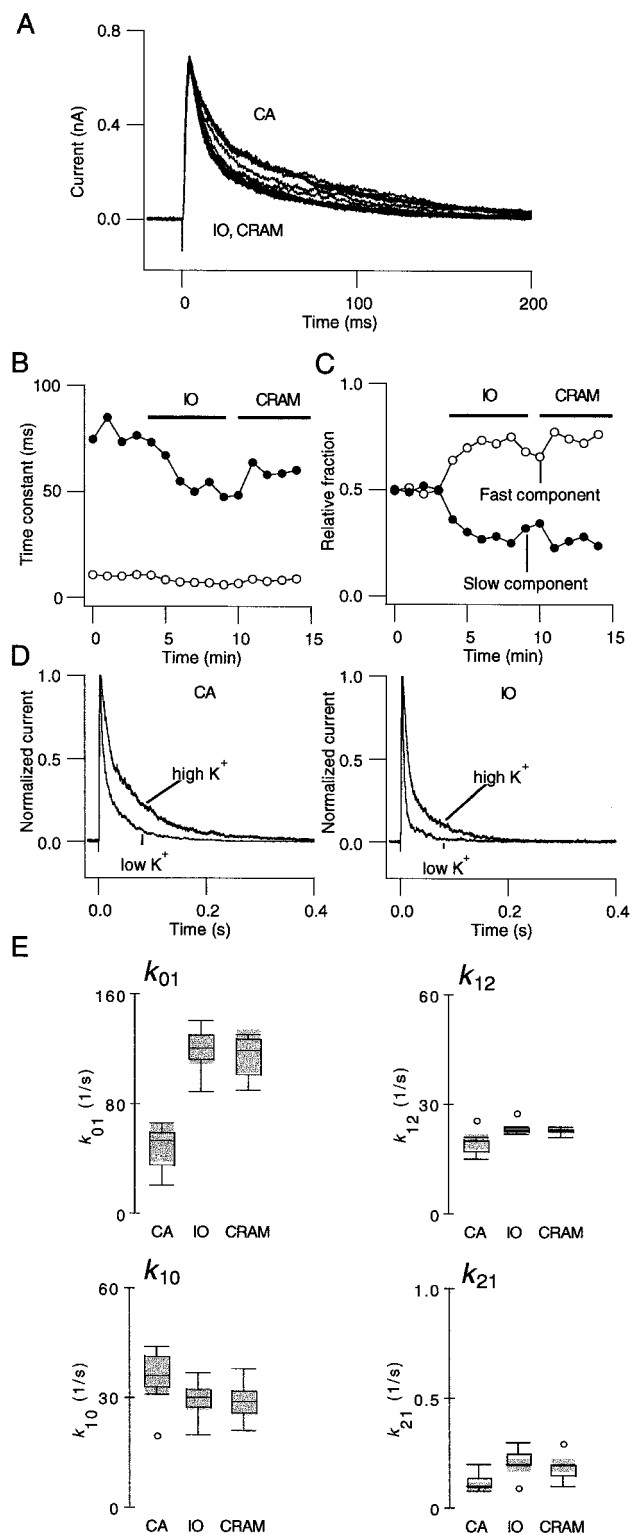 A
0.8
0.4
0.0
Current (nA)
CA
IO, CRAM
0
100
200
Time (ms)
B
100
50
0
Time constant (ms)
IO
CRAM
0
5
10
15
Time (min)
C
1.0
0.5
0.0
Relative fraction
IO
CRAM
Fast component
Slow component
0
5
10
15
Time (min)
D
1.0
0.5
0.0
Normalized current
CA
high K+
low K+
0.0
0.2
0.4
Time (s)
1.0
0.5
0.0
Normalized current
IO
high K+
low K+
0.0
0.2
0.4
Time (s)
E
k01
160
80
0
k01 (1/s)
CA IO CRAM
k12
60
30
0
k12 (1/s)
CA IO CRAM
k10
60
30
0
k10 (1/s)
CA IO CRAM
k21
1.0
0.5
0
k21 (1/s)
CA IO CRAM